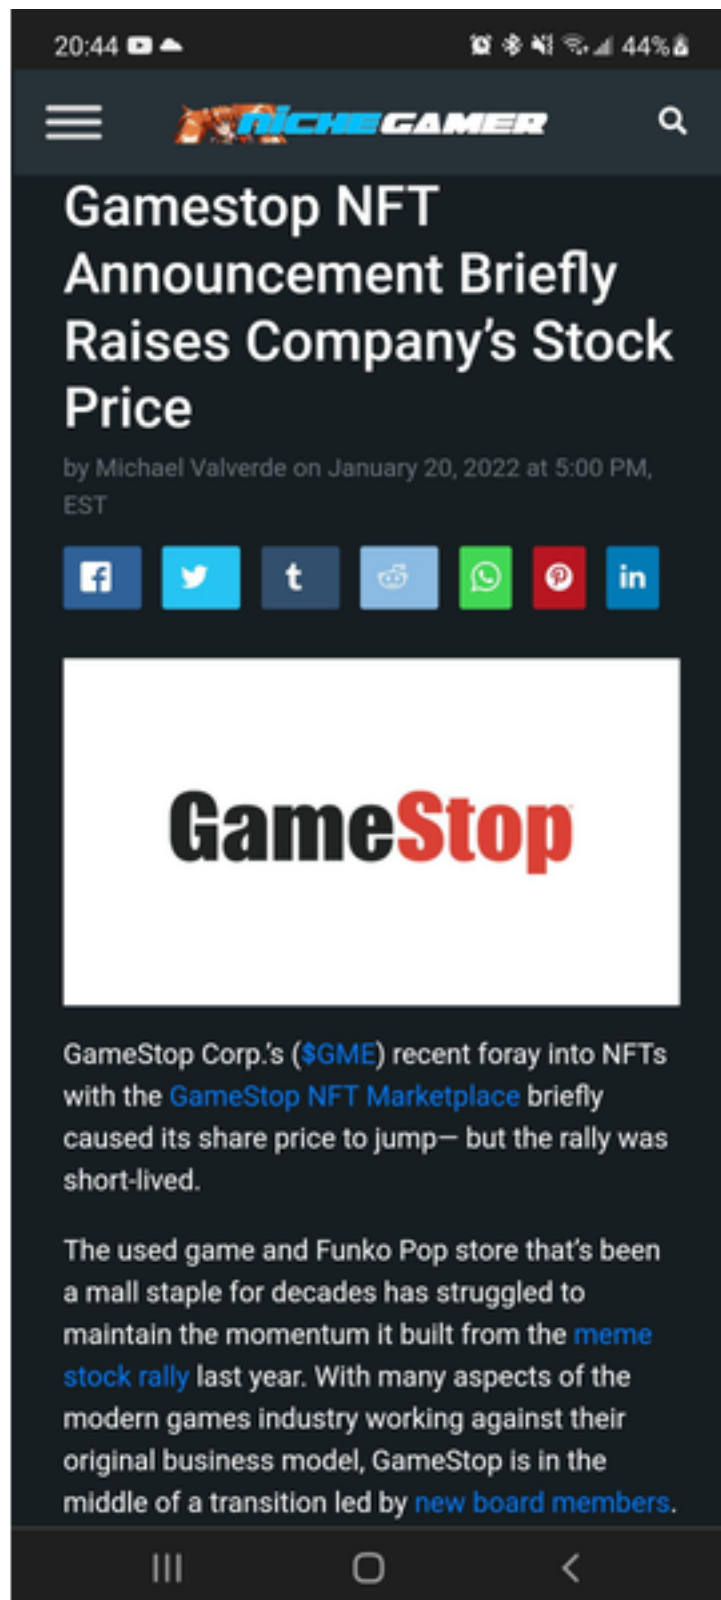 20:44 44%
NICHEGAMER
Gamestop NFT
Announcement Briefly
Raises Company’s Stock
Price
by Michael Valverde on January 20, 2022 at 5:00 PM,
EST
GameStop
GameStop Corp.’s ($GME) recent foray into NFTs
with the GameStop NFT Marketplace briefly
caused its share price to jump— but the rally was
short-lived.
The used game and Funko Pop store that’s been
a mall staple for decades has struggled to
maintain the momentum it built from the meme
stock rally last year. With many aspects of the
modern games industry working against their
original business model, GameStop is in the
middle of a transition led by new board members.